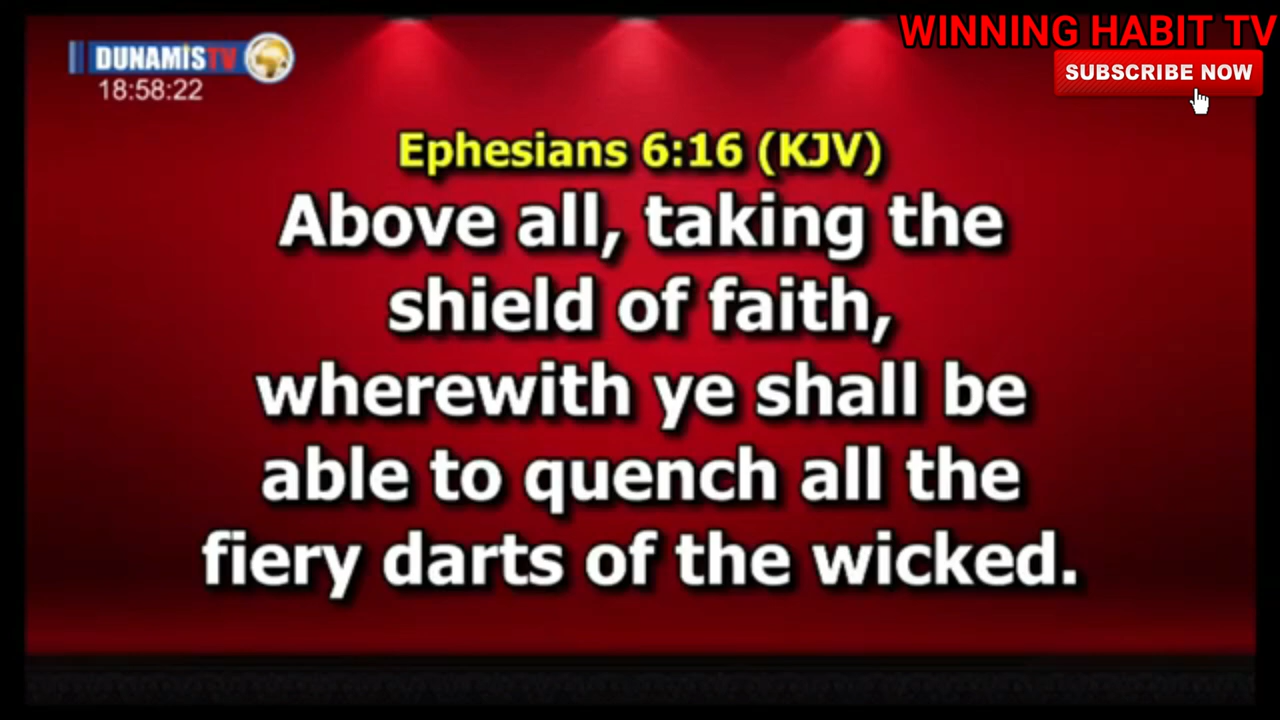 WINNING HABIT TV
DUNAMIS TV
SUBSCRIBE NOW
18:58:22
Ephesians 6:16 (KJV)
Above all, taking the
shield of faith,
wherewith ye shall be
able to quench all the
fiery darts of the wicked.